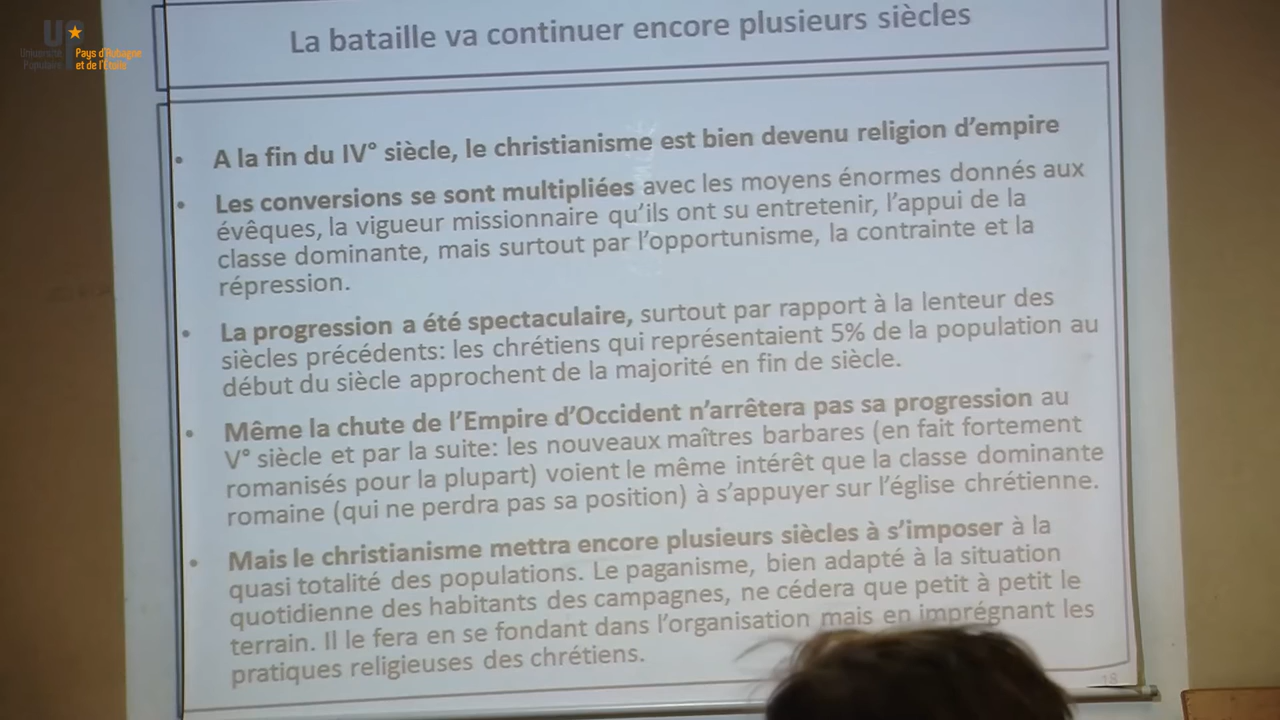 UP
Université
Populaire
Pays d'Aubagne
et de l'Étoile
La bataille va continuer encore plusieurs siècles
• A la fin du IV° siècle, le christianisme est bien devenu religion d'empire
• Les conversions se sont multipliées avec les moyens énormes donnés aux
évêques, la vigueur missionnaire qu'ils ont su entretenir, l'appui de la
classe dominante, mais surtout par l'opportunisme, la contrainte et la
répression.
• La progression a été spectaculaire, surtout par rapport à la lenteur des
siècles précédents: les chrétiens qui représentaient 5% de la population au
début du siècle approchent de la majorité en fin de siècle.
• Même la chute de l'Empire d'Occident n'arrêtera pas sa progression au
V° siècle et par la suite: les nouveaux maîtres barbares (en fait fortement
romanisés pour la plupart) voient le même intérêt que la classe dominante
romaine (qui ne perdra pas sa position) à s'appuyer sur l'église chrétienne.
• Mais le christianisme mettra encore plusieurs siècles à s'imposer à la
quasi totalité des populations. Le paganisme, bien adapté à la situation
quotidienne des habitants des campagnes, ne cédera que petit à petit le
terrain. Il le fera en se fondant dans l'organisation mais en imprégnant les
pratiques religieuses des chrétiens.
18